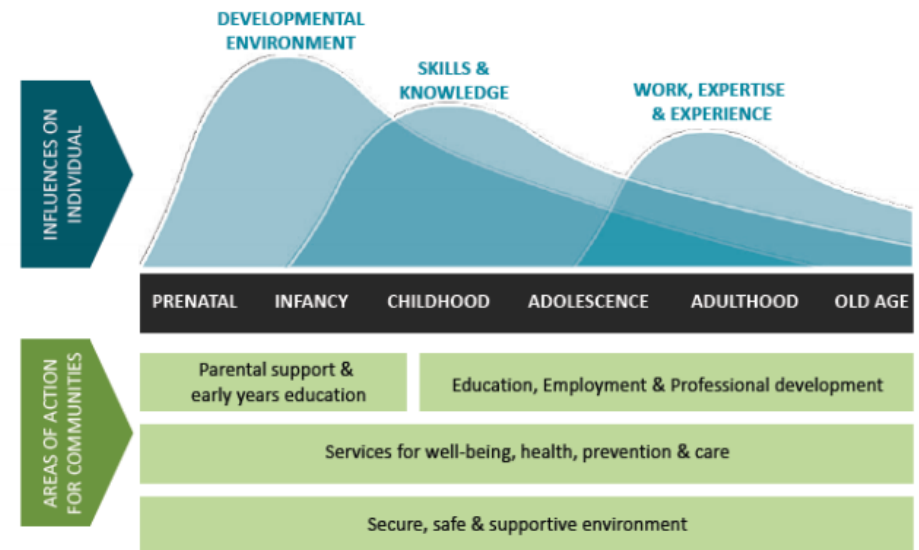 DEVELOPMENTAL
ENVIRONMENT
SKILLS &
KNOWLEDGE
WORK, EXPERTISE
& EXPERIENCE
INFLUENCES ON
INDIVIDUAL
PRENATAL INFANCY CHILDHOOD ADOLESCENCE ADULTHOOD OLD AGE
AREAS OF ACTION
FOR COMMUNITIES
Parental support &
early years education
Education, Employment & Professional development
Services for well-being, health, prevention & care
Secure, safe & supportive environment